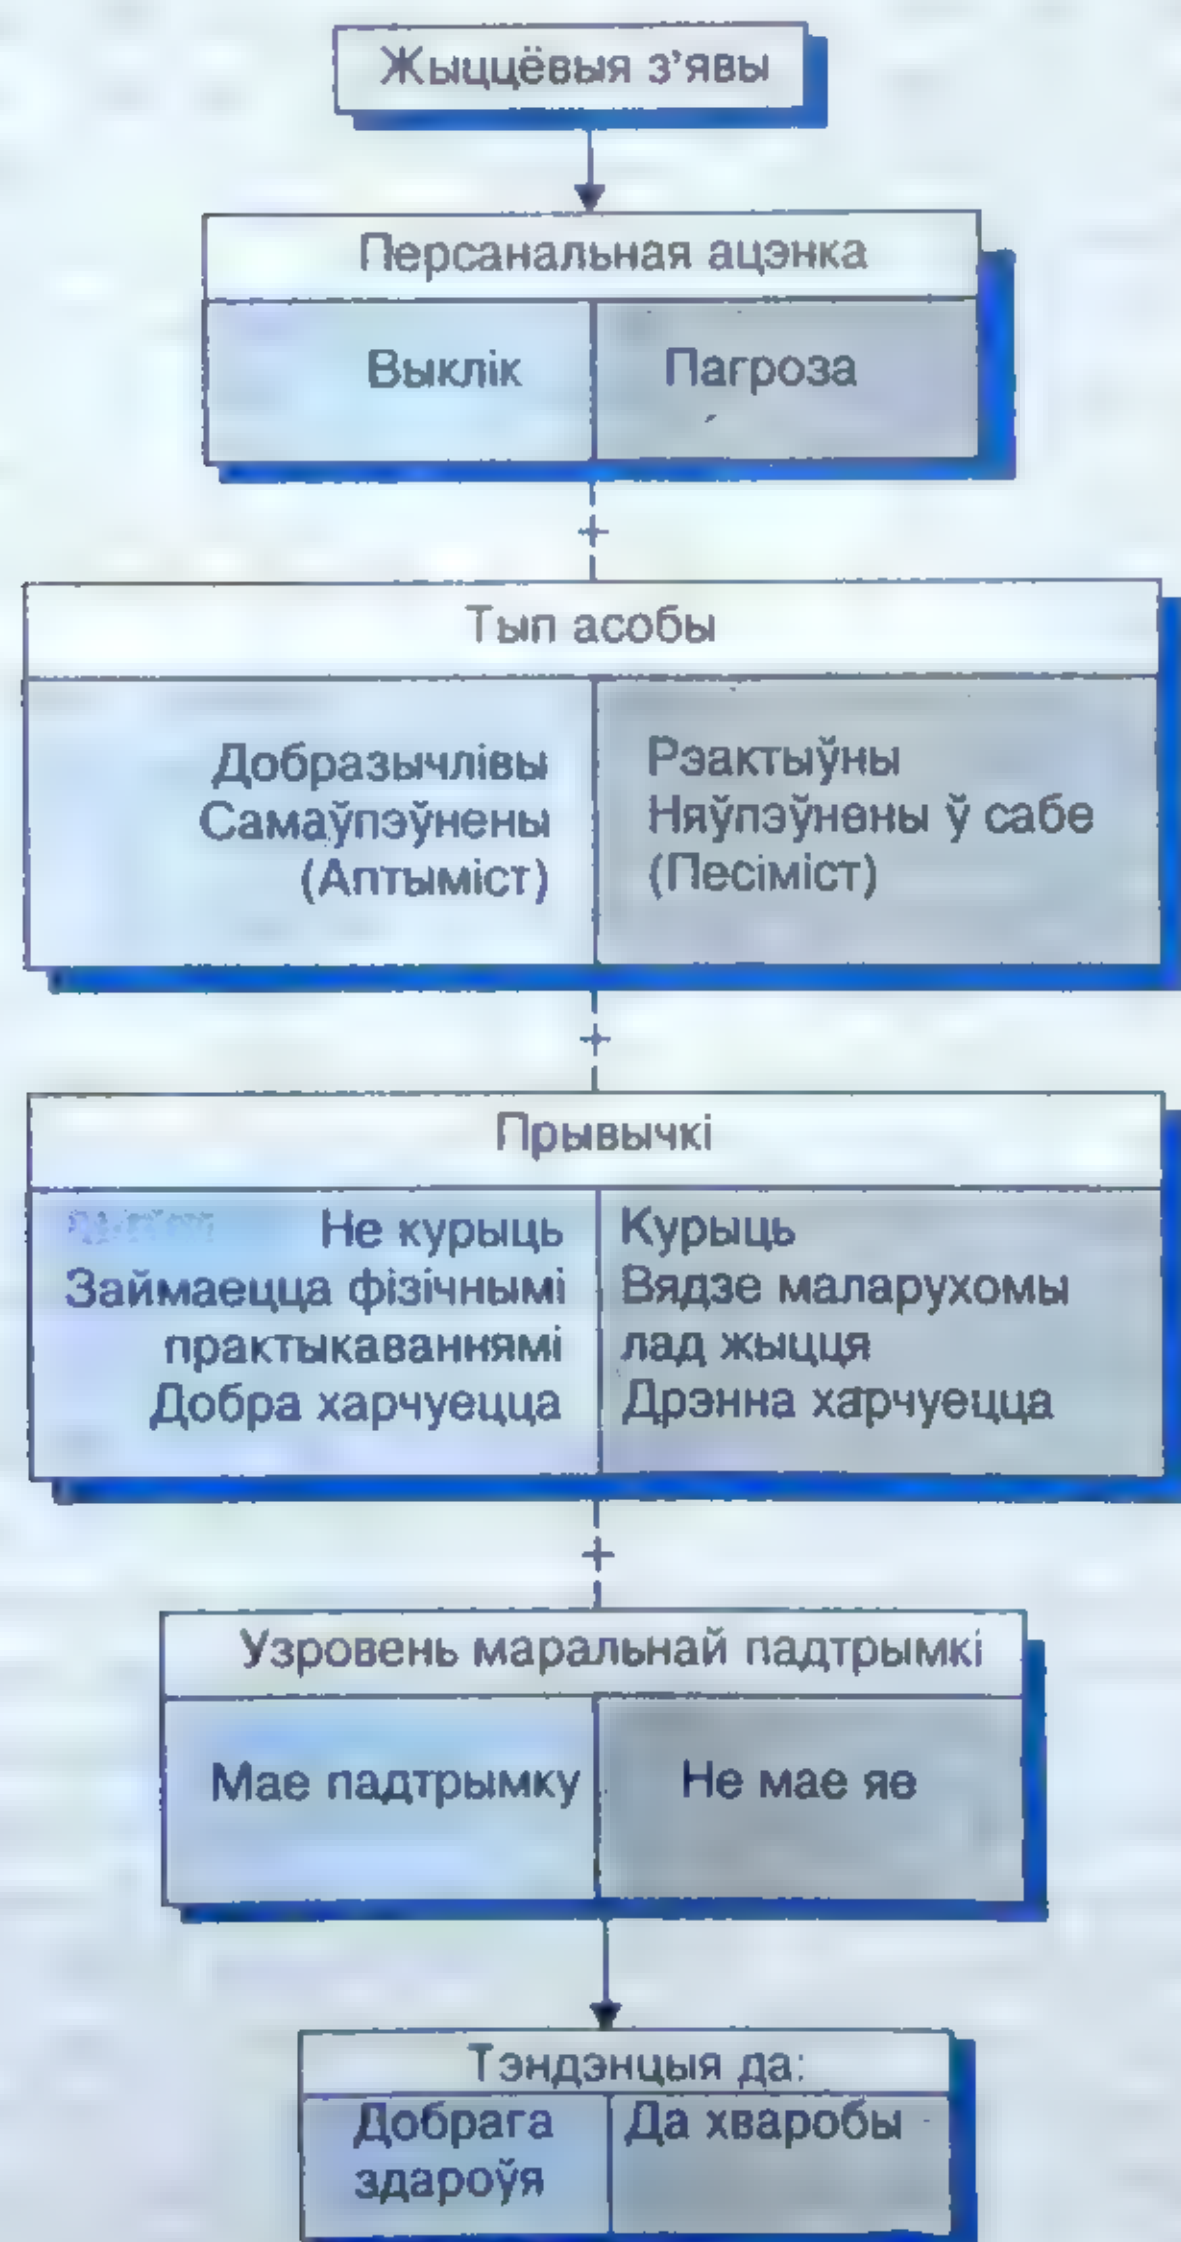 Жыццёвыя з’явы
Персанальная ацэнка
Выклік
Пагроза
Тып асобы
Добразычлівы
Самаўпэўнены
(Аптыміст)
Рэактыўны
Няўпэўнены ў сабе
(Песіміст)
Прывычкі
Не курыць
Займаецца фізічнымі
практыкаваннямі
Добра харчуецца
Курыць
Вядзе маларухомы
лад жыцця
Дрэнна харчуецца
Узровень маральнай падтрымкі
Мае падтрымку
Не мае яе
Тэндэнцыя да:
Добрага
здароўя
Да хваробы